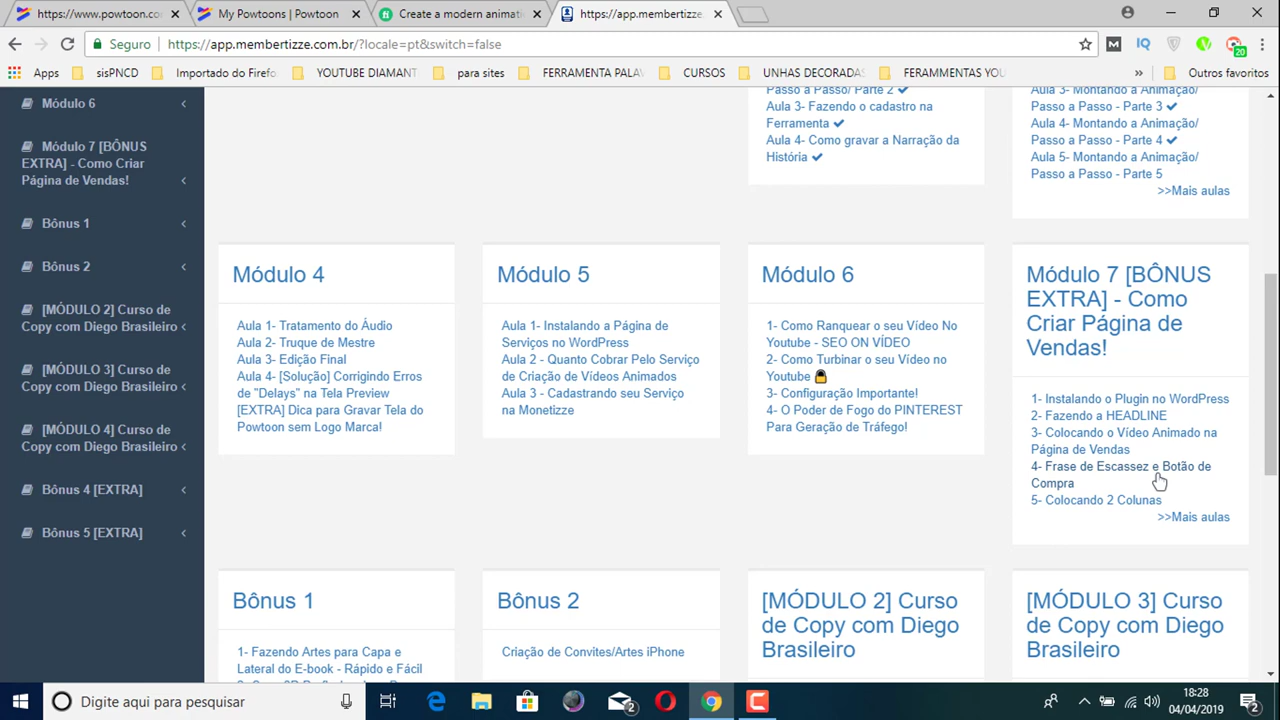 https://www.powtoon.co
My Powtoons | Powtoon
Create a modern animati
https://app.membertizze.
Seguro
https://app.membertizze.com.br/?locale=pt&switch=false
20
Apps
sisPNCD
Importado do Firefo
YOUTUBE DIAMANT
para sites
FERRAMENTA PALA
CURSOS
UNHAS DECORADAS
FERAMMENTAS YOU
»
Outros favoritos
Módulo 6
Módulo 7 [BÔNUS
EXTRA] - Como Criar
Página de Vendas!
Bônus 1
Bônus 2
[MÓDULO 2] Curso de
Copy com Diego Brasileiro
[MÓDULO 3] Curso de
Copy com Diego Brasileiro
[MÓDULO 4] Curso de
Copy com Diego Brasileiro
Bônus 4 [EXTRA]
Bônus 5 [EXTRA]
Passo a Passo/ Parte 2
Aula 3- Fazendo o cadastro na
Ferramenta
Aula 4- Como gravar a Narração da
História
Aula 3- Montando a Animação/
Passo a Passo - Parte 3
Aula 4- Montando a Animação/
Passo a Passo - Parte 4
Aula 5- Montando a Animação/
Passo a Passo - Parte 5
>>Mais aulas
Módulo 4
Aula 1- Tratamento do Áudio
Aula 2- Truque de Mestre
Aula 3- Edição Final
Aula 4- [Solução] Corrigindo Erros
de "Delays" na Tela Preview
[EXTRA] Dica para Gravar Tela do
Powtoon sem Logo Marca!
Módulo 5
Aula 1- Instalando a Página de
Serviços no WordPress
Aula 2 - Quanto Cobrar Pelo Serviço
de Criação de Vídeos Animados
Aula 3 - Cadastrando seu Serviço
na Monetizze
Módulo 6
1- Como Ranquear o seu Vídeo No
Youtube - SEO ON VÍDEO
2- Como Turbinar o seu Vídeo no
Youtube
3- Configuração Importante!
4- O Poder de Fogo do PINTEREST
Para Geração de Tráfego!
Módulo 7 [BÔNUS
EXTRA] - Como
Criar Página de
Vendas!
1- Instalando o Plugin no WordPress
2- Fazendo a HEADLINE
3- Colocando o Vídeo Animado na
Página de Vendas
4- Frase de Escassez e Botão de
Compra
5- Colocando 2 Colunas
>>Mais aulas
Bônus 1
1- Fazendo Artes para Capa e
Lateral do E-book - Rápido e Fácil
Bônus 2
Criação de Convites/Artes iPhone
[MÓDULO 2] Curso
de Copy com Diego
Brasileiro
[MÓDULO 3] Curso
de Copy com Diego
Brasileiro
Digite aqui para pesquisar
2
18:28
04/04/2019
2